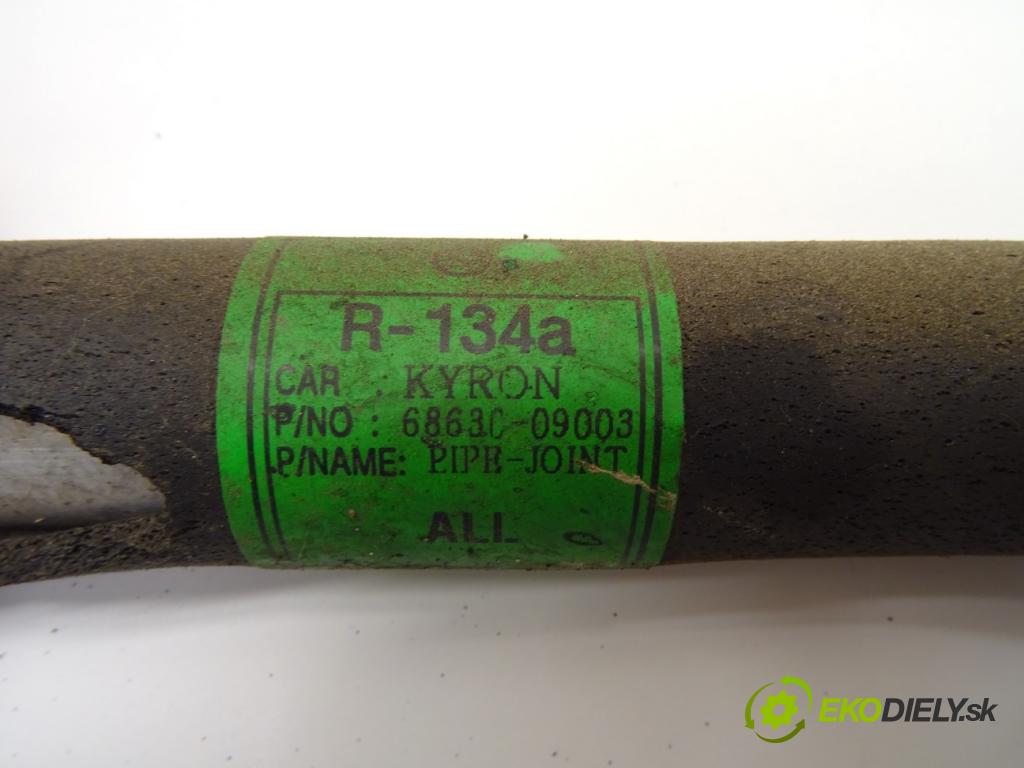 R-134a
CAR : KYRON
P/NO : 68630-09003
P/NAME: PIPE-JOINT
ALL
EKODIELY.sk